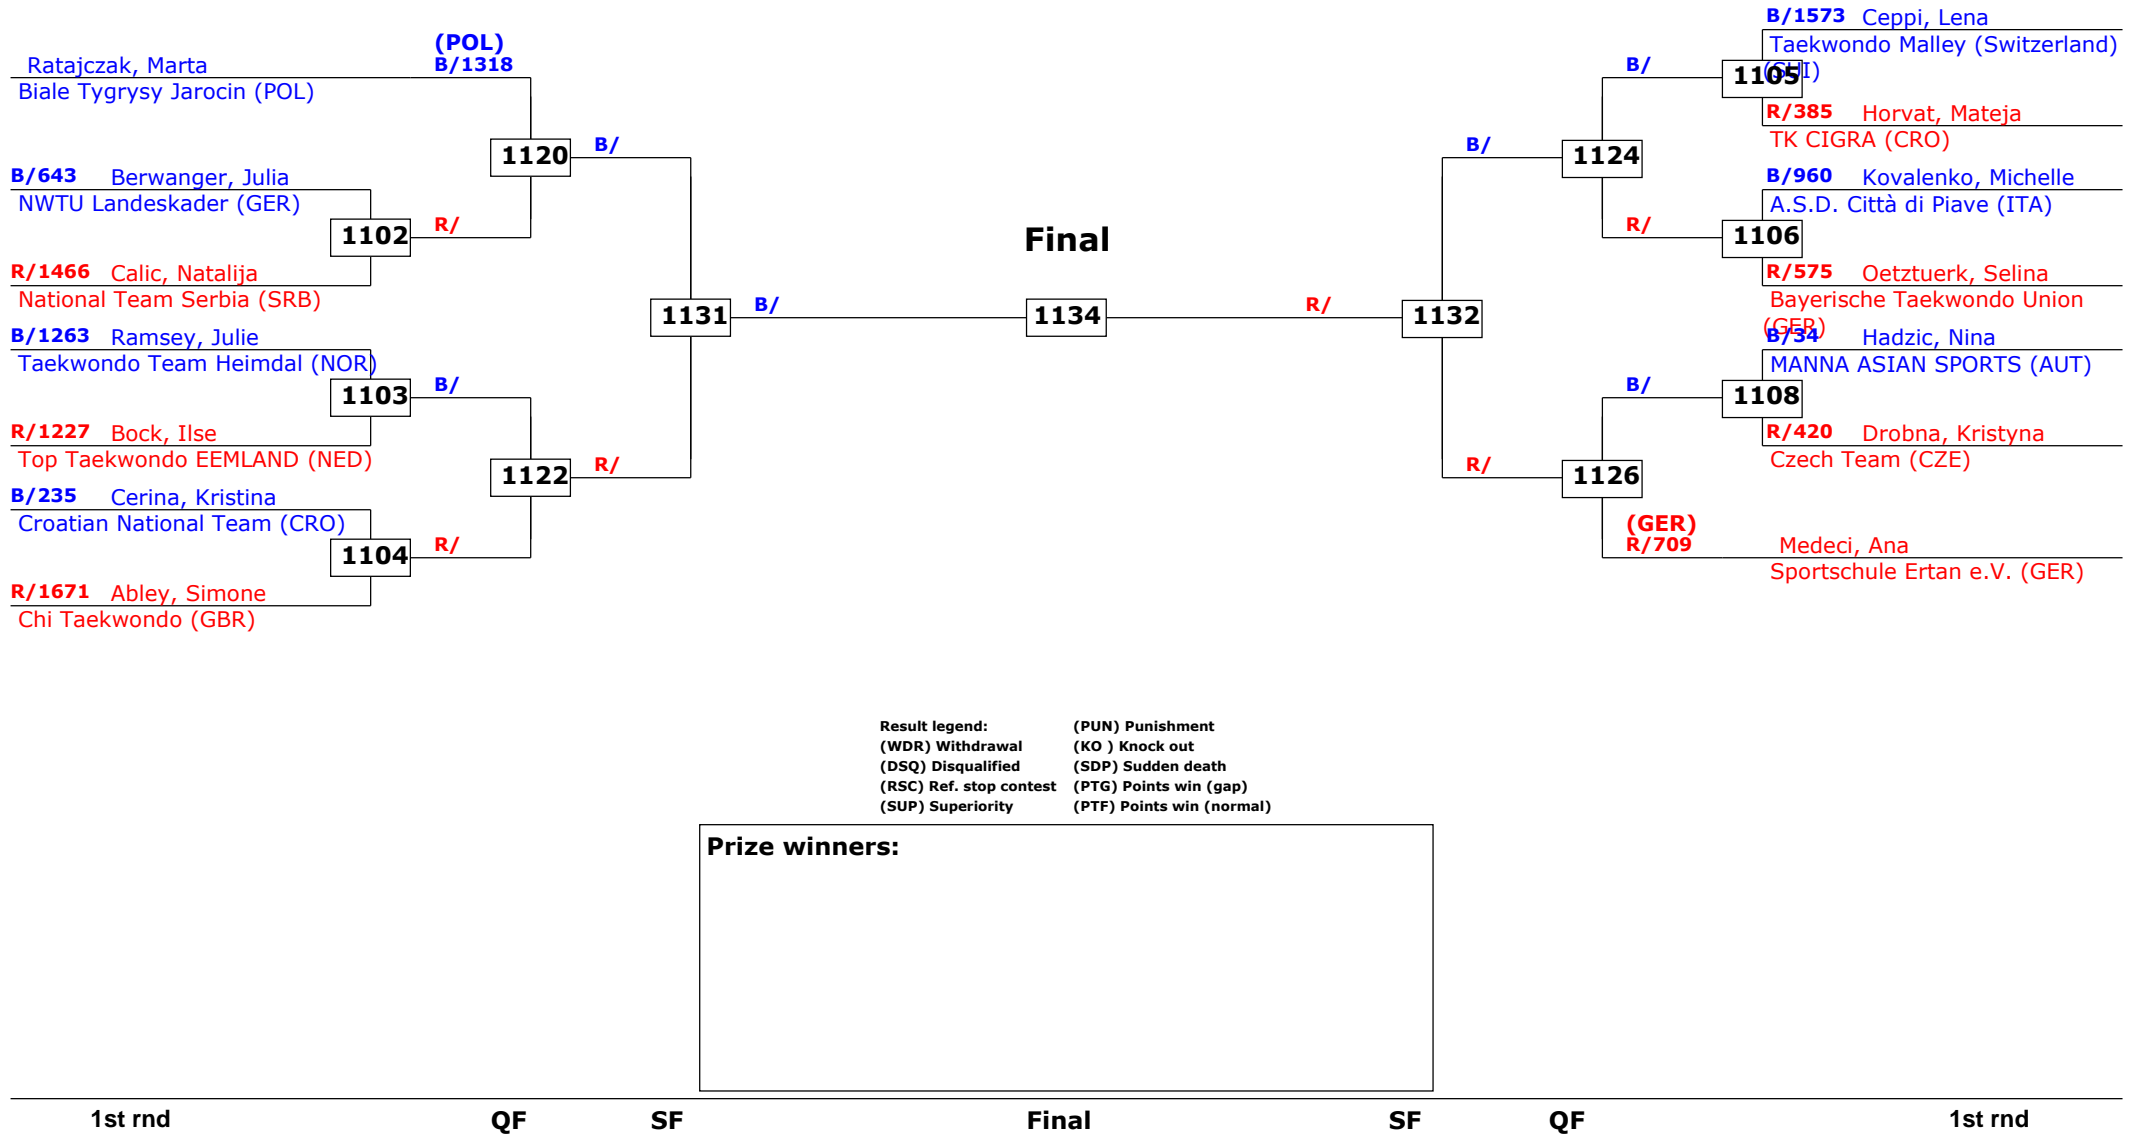 (POL)
Ratajczak, Marta B/1318
Biale Tygrysy Jarocin (POL)
1120
B/
B/643 Berwanger, Julia
NWTU Landeskader (GER)
1102
R/
R/1466 Calic, Natalija
National Team Serbia (SRB)
1131
B/
B/1263 Ramsey, Julie
Taekwondo Team Heimdal (NOR)
1103
B/
R/1227 Bock, Ilse
Top Taekwondo EEMLAND (NED)
1122
R/
B/235 Cerina, Kristina
Croatian National Team (CRO)
1104
R/
R/1671 Abley, Simone
Chi Taekwondo (GBR)
Final
1134
B/1573 Ceppi, Lena
Taekwondo Malley (Switzerland)
(SUI)
B/
1105
R/385 Horvat, Mateja
TK CIGRA (CRO)
B/
1124
B/960 Kovalenko, Michelle
A.S.D. Città di Piave (ITA)
R/
1106
R/575 Oetztuerk, Selina
Bayerische Taekwondo Union
(GER)
R/
1132
B/34 Hadzic, Nina
MANNA ASIAN SPORTS (AUT)
B/
1108
R/420 Drobna, Kristyna
Czech Team (CZE)
R/
1126
(GER)
R/709 Medeci, Ana
Sportschule Ertan e.V. (GER)
Result legend: (PUN) Punishment
(WDR) Withdrawal (KO ) Knock out
(DSQ) Disqualified (SDP) Sudden death
(RSC) Ref. stop contest (PTG) Points win (gap)
(SUP) Superiority (PTF) Points win (normal)
Prize winners:
1st rnd QF SF Final SF QF 1st rnd